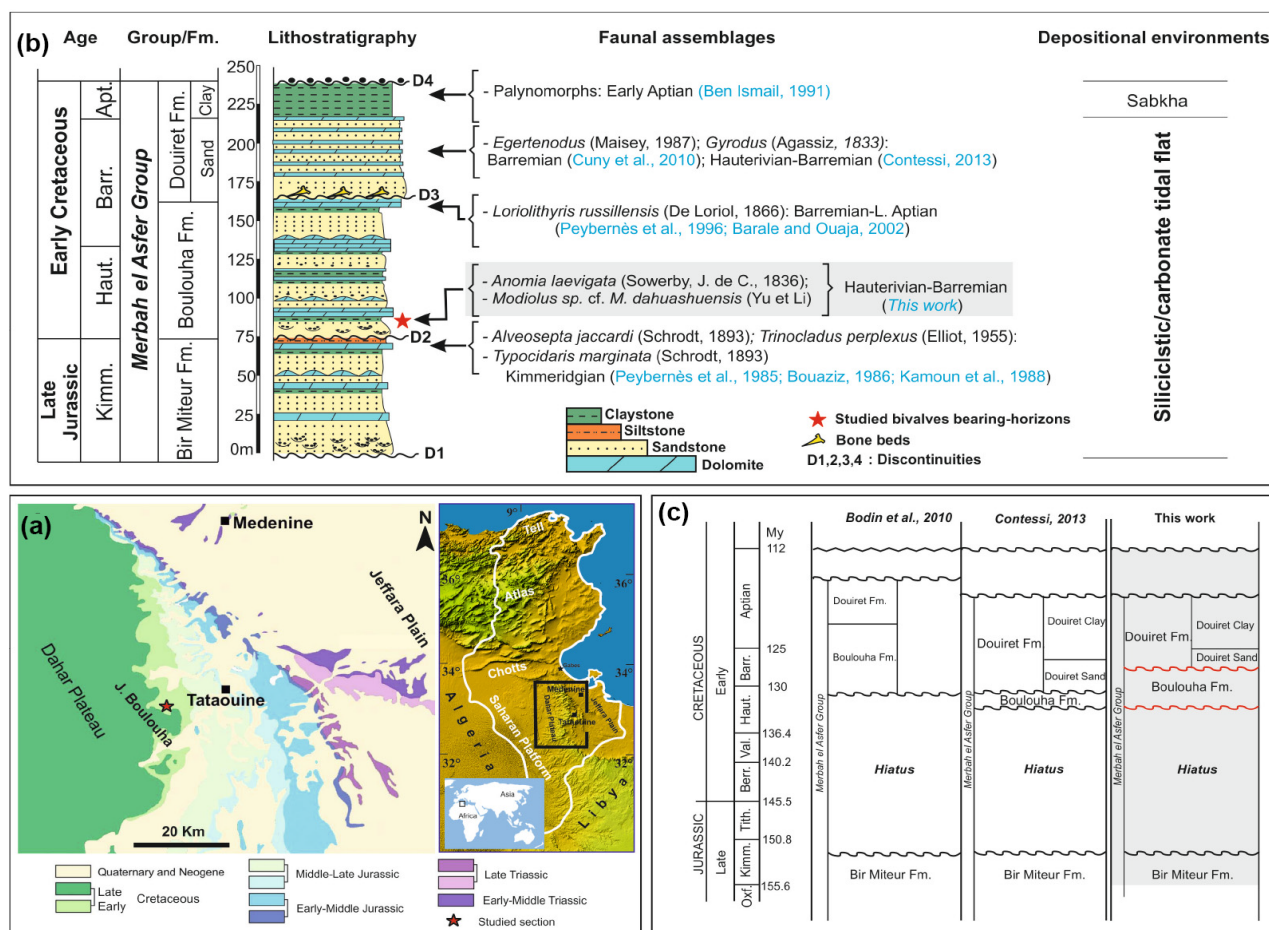 (b)
Age
Group/Fm.
Lithostratigraphy
Faunal assemblages
Depositional environments
Early Cretaceous
Late Jurassic
Apt.
Barr.
Haut.
Kimm.
Merbah el Asfer Group
Douiret Fm.
Clay
Sand
Boulouha Fm.
Bir Miteur Fm.
250
225
200
175
150
125
100
75
50
25
0m
D4
D3
D2
D1
- Palynomorphs: Early Aptian (Ben Ismail, 1991)
- Egertenodus (Maisey, 1987); Gyrodus (Agassiz, 1833):
Barremian (Cuny et al., 2010); Hauterivian-Barremian (Contessi, 2013)
- Loriolithyris russillensis (De Loriol, 1866): Barremian-L. Aptian
(Peybernès et al., 1996; Barale and Ouaja, 2002)
- Anomia laevigata (Sowerby, J. de C., 1836);
- Modiolus sp. cf. M. dahuashuensis (Yu et Li)
Hauterivian-Barremian
(This work)
- Alveosepta jaccardi (Schrodt, 1893); Trinocladus perplexus (Elliot, 1955):
- Typocidaris marginata (Schrodt, 1893)
Kimmeridgian (Peybernès et al., 1985; Bouaziz, 1986; Kamoun et al., 1988)
Sabkha
Siliciclstic/carbonate tidal flat
Claystone
Siltstone
Sandstone
Dolomite
Studied bivalves bearing-horizons
Bone beds
D1,2,3,4 : Discontinuities
(a)
Medenine
N
Jeffara Plain
Dahar Plateau
J. Boulouha
Tataouine
20 Km
9°
Tell
36°
36°
Atlas
34°
34°
Chotts
Medenine
Jeffara Plain
Dahar Plateau
Tataouine
Algeria
Saharan Platform
32°
Libya
Asia
Africa
Quaternary and Neogene
Late
Early
Cretaceous
Middle-Late Jurassic
Early-Middle Jurassic
Late Triassic
Early-Middle Triassic
Studied section
(c)
My
Bodin et al., 2010
Contessi, 2013
This work
CRETACEOUS
JURASSIC
Early
Late
Aptian
Barr.
Haut.
Val.
Berr.
Tith.
Kimm.
Oxf.
112
125
130
136.4
140.2
145.5
150.8
155.6
Merbah el Asfer Group
Douiret Fm.
Boulouha Fm.
Hiatus
Bir Miteur Fm.
Merbah el Asfer Group
Douiret Fm
Douiret Clay
Douiret Sand
Boulouha Fm.
Hiatus
Bir Miteur Fm.
Merbah el Asfer Group
Douiret Fm.
Douiret Clay
Douiret Sand
Boulouha Fm.
Hiatus
Bir Miteur Fm.